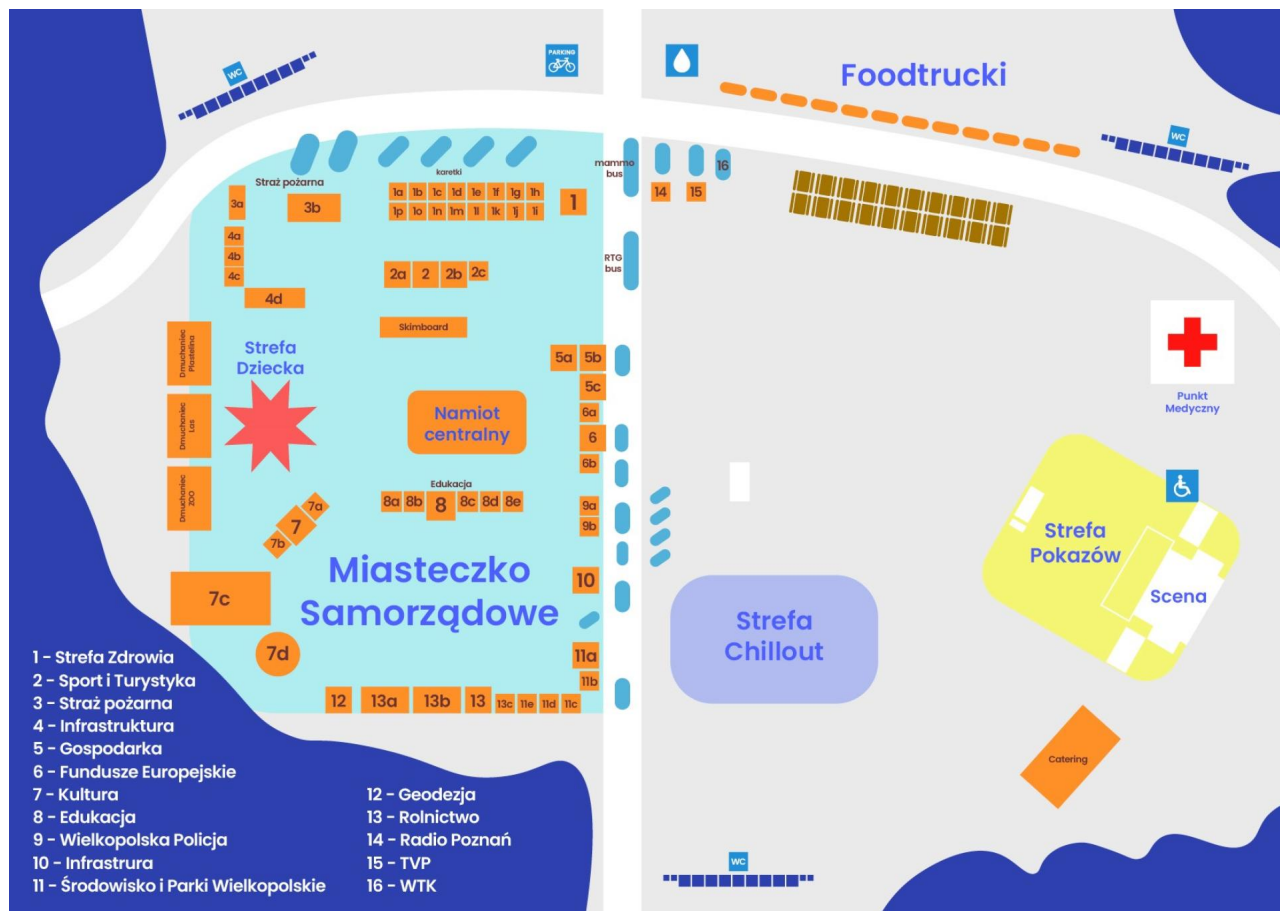 PARKING
WC
Foodtrucki
WC
mammo
bus
16
karetki
Straż pożarna
14
15
3a
3b
1a 1b 1c 1d 1e 1f 1g 1h
1
1p 1o 1n 1m 1l 1k 1j 1i
4a
4b
4c
RTG
bus
2a 2 2b 2c
4d
Skimboard
Dmuchaniec
Plastelina
Strefa
Dziecka
5a 5b
5c
Punkt
Medyczny
Dmuchaniec
Las
Namiot
centralny
6a
6
6b
Dmuchaniec
ZOO
Edukacja
8a 8b 8 8c 8d 8e
7a
7
7b
9a
9b
Strefa
Pokazów
Scena
Miasteczko
Samorządowe
10
7c
Strefa
Chillout
7d
11a
11b
12 13a 13b 13 13c 11e 11d 11c
Catering
1 - Strefa Zdrowia
2 - Sport i Turystyka
3 - Straż pożarna
4 - Infrastruktura
5 - Gospodarka
6 - Fundusze Europejskie
7 - Kultura
8 - Edukacja
9 - Wielkopolska Policja
10 - Infrastrura
11 - Środowisko i Parki Wielkopolskie
12 - Geodezja
13 - Rolnictwo
14 - Radio Poznań
15 - TVP
16 - WTK
WC